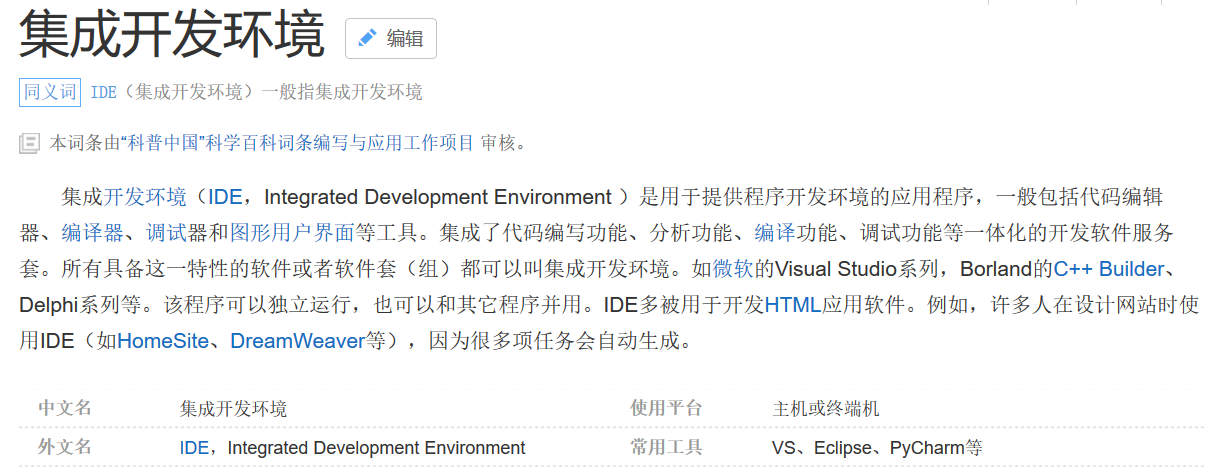 集成开发环境 编辑
同义词 IDE（集成开发环境）一般指集成开发环境
本词条由“科普中国”科学百科词条编写与应用工作项目 审核。
集成开发环境（IDE，Integrated Development Environment ）是用于提供程序开发环境的应用程序，一般包括代码编辑
器、编译器、调试器和图形用户界面等工具。集成了代码编写功能、分析功能、编译功能、调试功能等一体化的开发软件服务
套。所有具备这一特性的软件或者软件套（组）都可以叫集成开发环境。如微软的Visual Studio系列，Borland的C++ Builder、
Delphi系列等。该程序可以独立运行，也可以和其它程序并用。IDE多被用于开发HTML应用软件。例如，许多人在设计网站时使
用IDE（如HomeSite、DreamWeaver等），因为很多项任务会自动生成。
中文名 集成开发环境 使用平台 主机或终端机
外文名 IDE，Integrated Development Environment 常用工具 VS、Eclipse、PyCharm等